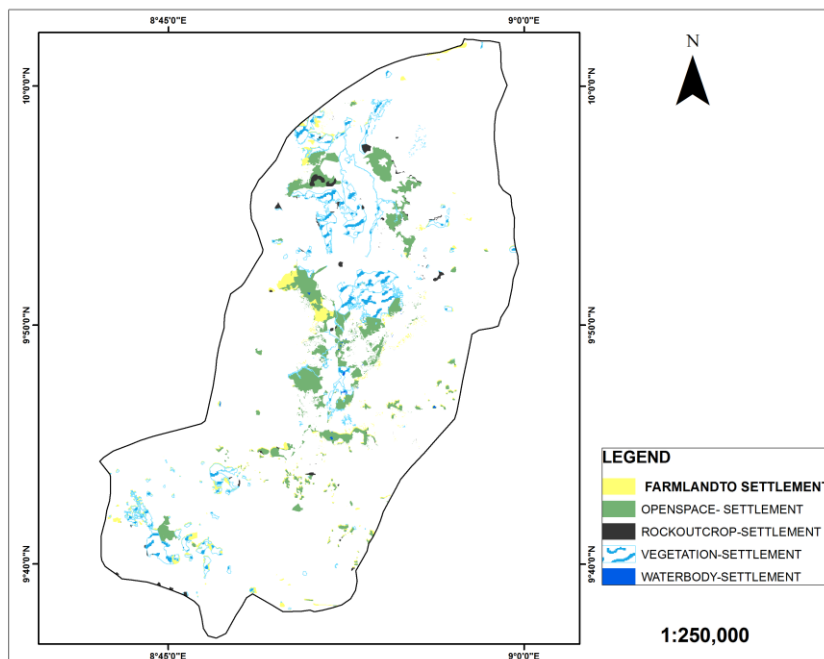 8°45'0"E
9°0'0"E
N
10°0'0"N
10°0'0"N
9°50'0"N
9°50'0"N
LEGEND
FARMLANDTO SETTLEMENT
OPENSPACE- SETTLEMENT
ROCKOUTCROP-SETTLEMENT
VEGETATION-SETTLEMENT
WATERBODY-SETTLEMENT
9°40'0"N
9°40'0"N
1:250,000
8°45'0"E
9°0'0"E